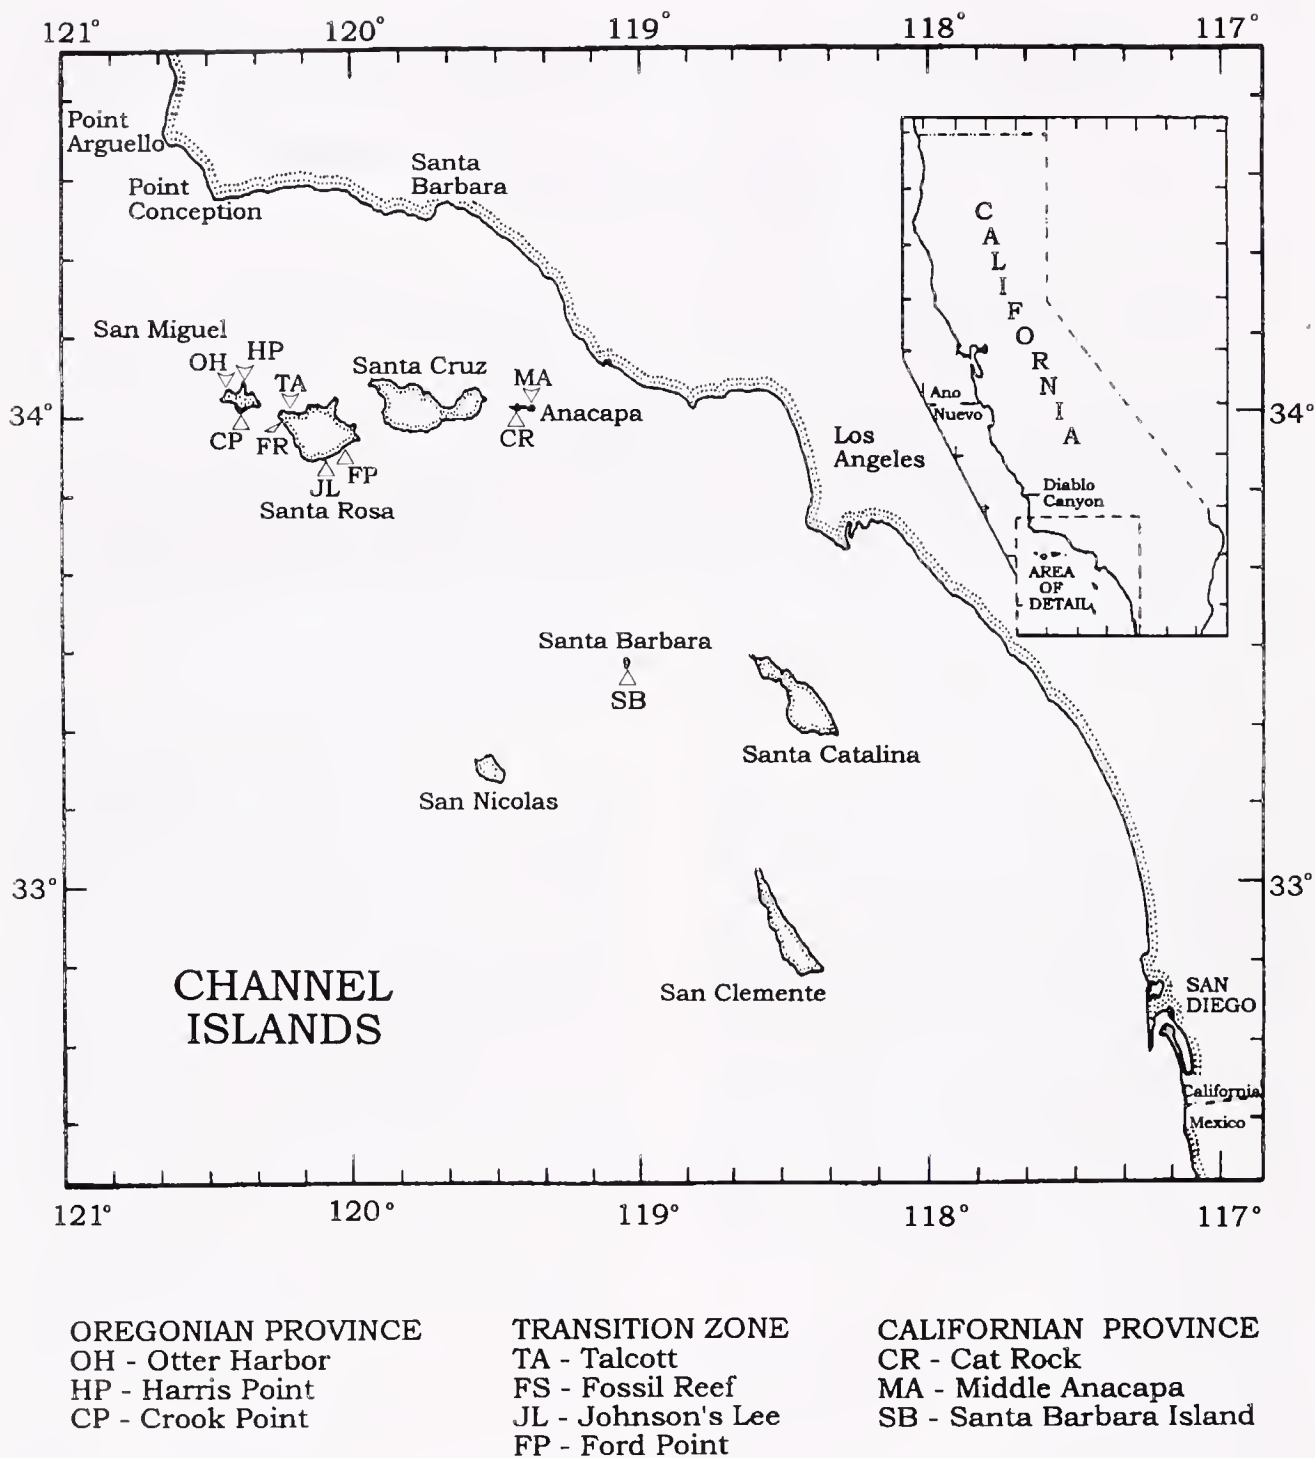 121° 120° 119° 118° 117°
Point
Arguello
Point
Conception
Santa
Barbara
San Miguel
OH HP
TA
CP FR
JL FP
Santa Rosa
Santa Cruz
MA
Anacapa
CR
34° 34°
Los
Angeles
CALIFORNIA
Ano
Nuevo
Diablo
Canyon
AREA
OF
DETAIL
Santa Barbara
SB
Santa Catalina
San Nicolas
33° 33°
San Clemente
CHANNEL
ISLANDS
SAN
DIEGO
California
Mexico
121° 120° 119° 118° 117°
OREGONIAN PROVINCE
OH - Otter Harbor
HP - Harris Point
CP - Crook Point
TRANSITION ZONE
TA - Talcott
FS - Fossil Reef
JL - Johnson's Lee
FP - Ford Point
CALIFORNIAN PROVINCE
CR - Cat Rock
MA - Middle Anacapa
SB - Santa Barbara Island